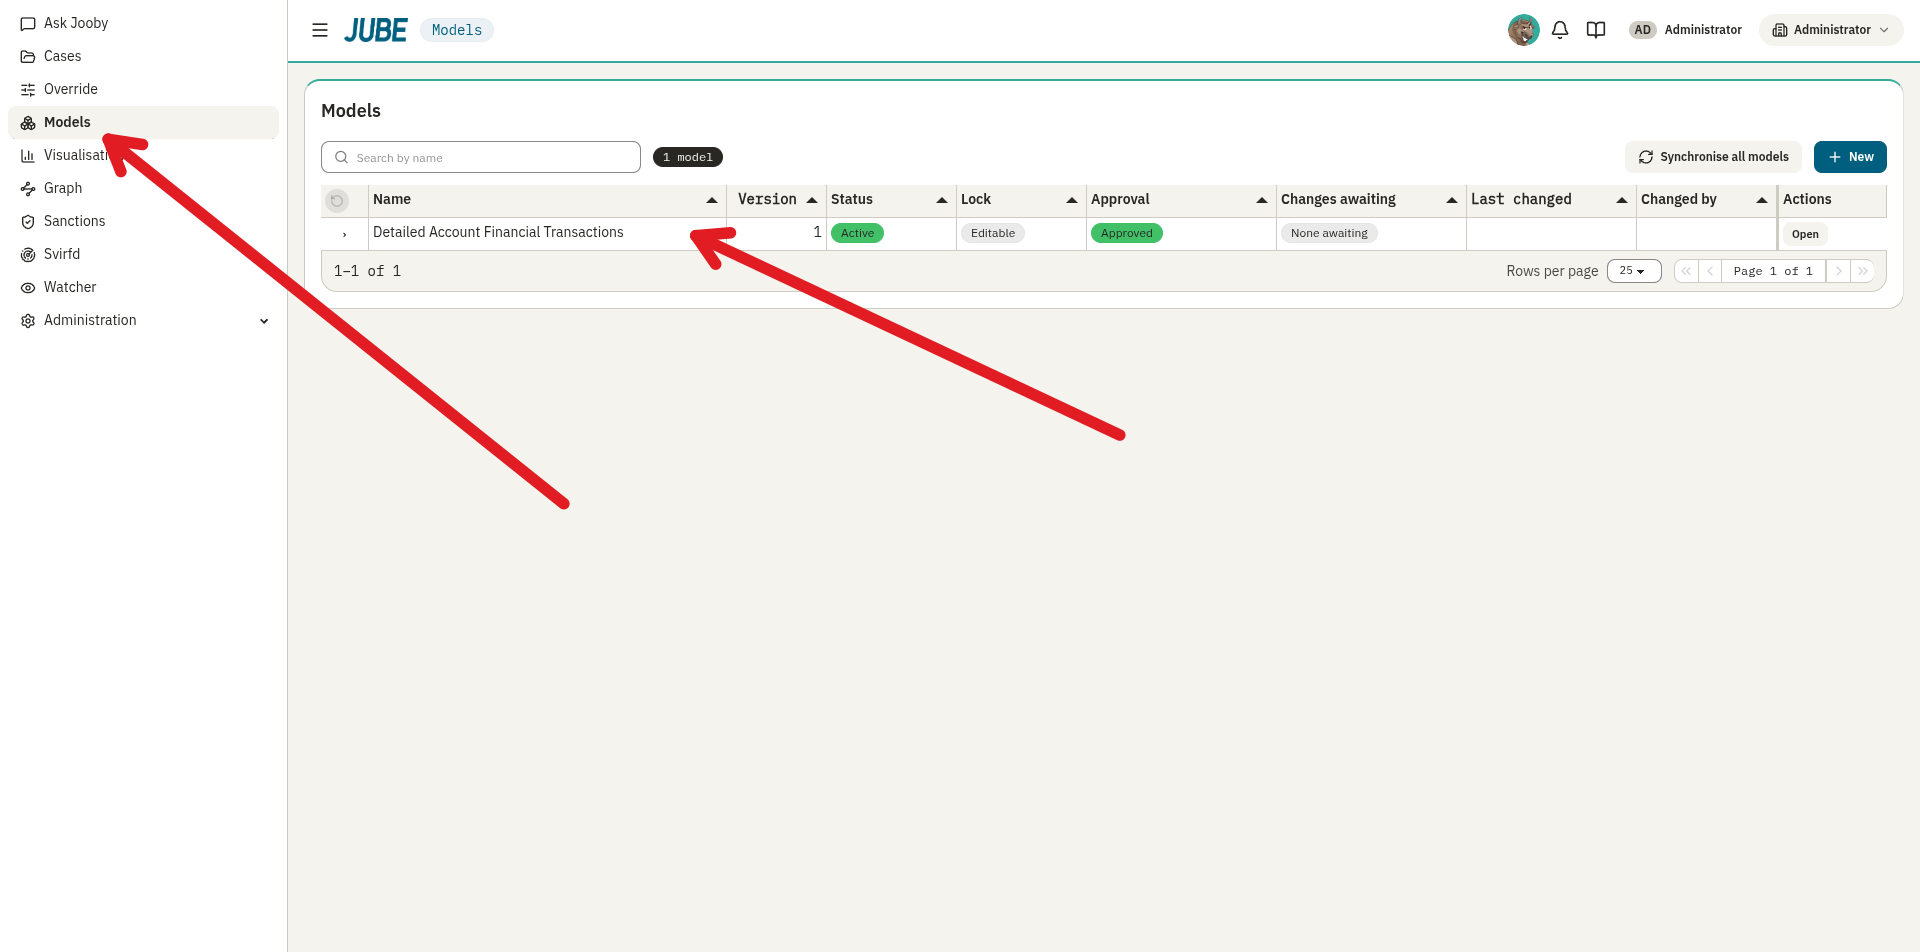 Ask Jooby
Cases
Override
Models
Visualisati
Graph
Sanctions
Svirfd
Watcher
Administration
JUBE Models
AD Administrator Administrator
Models
Search by name 1 model Synchronise all models New
Name Version Status Lock Approval Changes awaiting Last changed Changed by Actions
Detailed Account Financial Transactions 1 Active Editable Approved None awaiting Open
1–1 of 1 Rows per page 25 Page 1 of 1